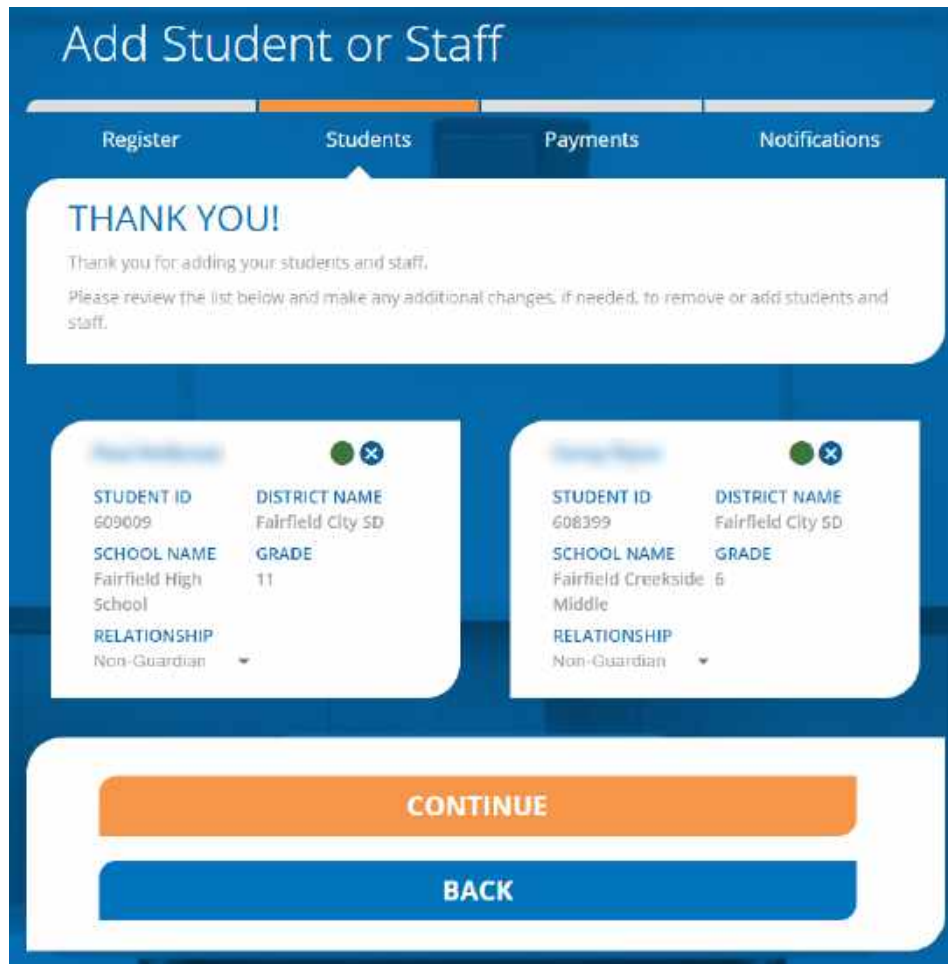 Add Student or Staff
Register
Students
Payments
Notifications
THANK YOU!
Thank you for adding your students and staff.
Please review the list below and make any additional changes, if needed, to remove or add students and
staff.
STUDENT ID DISTRICT NAME
609009 Fairfield City SD
SCHOOL NAME GRADE
Fairfield High 11
School
RELATIONSHIP
Non-Guardian
STUDENT ID DISTRICT NAME
608399 Fairfield City SD
SCHOOL NAME GRADE
Fairfield Creekside 6
Middle
RELATIONSHIP
Non-Guardian
CONTINUE
BACK